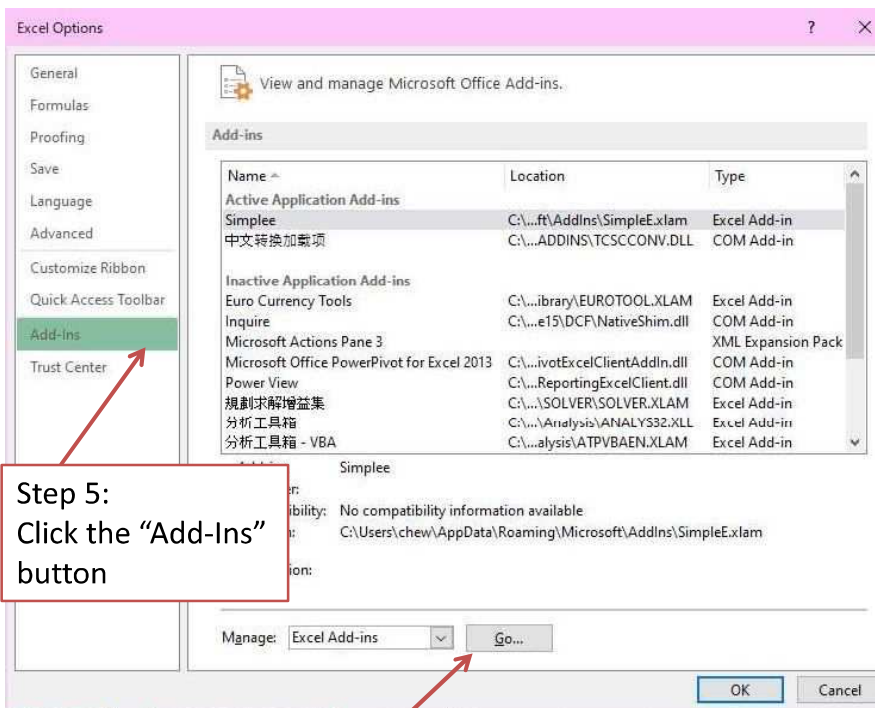 Excel Options
?
General
Formulas
Proofing
Save
Language
Advanced
Customize Ribbon
Quick Access Toolbar
Add-Ins
Trust Center
View and manage Microsoft Office Add-ins.
Add-ins
Name Location Type
Active Application Add-ins
Simplee C:\...ft\AddIns\SimpleE.xlam Excel Add-in
中文转换加载项 C:\...ADDINS\TCSCCONV.DLL COM Add-in
Inactive Application Add-ins
Euro Currency Tools C:\...ibrary\EUROTOOL.XLAM Excel Add-in
Inquire C:\...e15\DCF\NativeShim.dll COM Add-in
Microsoft Actions Pane 3 XML Expansion Pack
Microsoft Office PowerPivot for Excel 2013 C:\...ivotExcelClientAddIn.dll COM Add-in
Power View C:\...ReportingExcelClient.dll COM Add-in
規劃求解增益集 C:\...\SOLVER\SOLVER.XLAM Excel Add-in
分析工具箱 C:\...\Analysis\ANALYS32.XLL Excel Add-in
分析工具箱 - VBA C:\...alysis\ATPVBAEN.XLAM Excel Add-in
Simplee
ibility: No compatibility information available
C:\Users\chew\AppData\Roaming\Microsoft\AddIns\SimpleE.xlam
ion:
Step 5:
Click the “Add-Ins”
button
Manage: Excel Add-ins Go...
OK Cancel